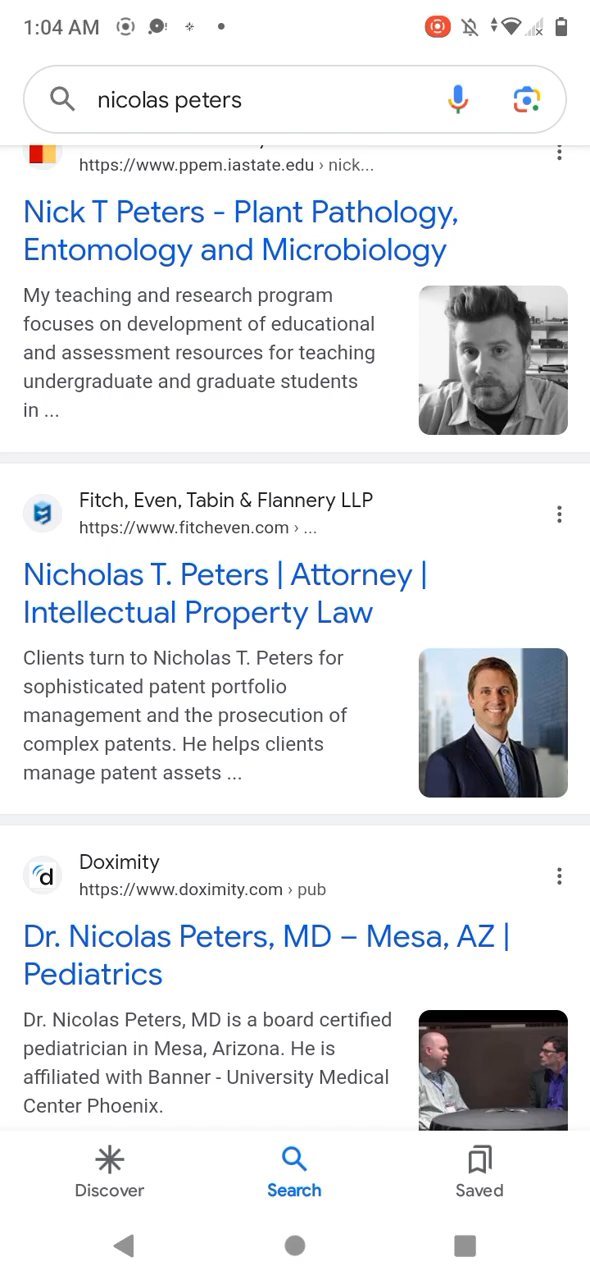 1:04 AM
nicolas peters
https://www.ppem.iastate.edu › nick...
Nick T Peters - Plant Pathology,
Entomology and Microbiology
My teaching and research program
focuses on development of educational
and assessment resources for teaching
undergraduate and graduate students
in ...
Fitch, Even, Tabin & Flannery LLP
https://www.fitcheven.com › ...
Nicholas T. Peters | Attorney |
Intellectual Property Law
Clients turn to Nicholas T. Peters for
sophisticated patent portfolio
management and the prosecution of
complex patents. He helps clients
manage patent assets ...
d
Doximity
https://www.doximity.com › pub
Dr. Nicolas Peters, MD – Mesa, AZ |
Pediatrics
Dr. Nicolas Peters, MD is a board certified
pediatrician in Mesa, Arizona. He is
affiliated with Banner - University Medical
Center Phoenix.
Discover
Search
Saved